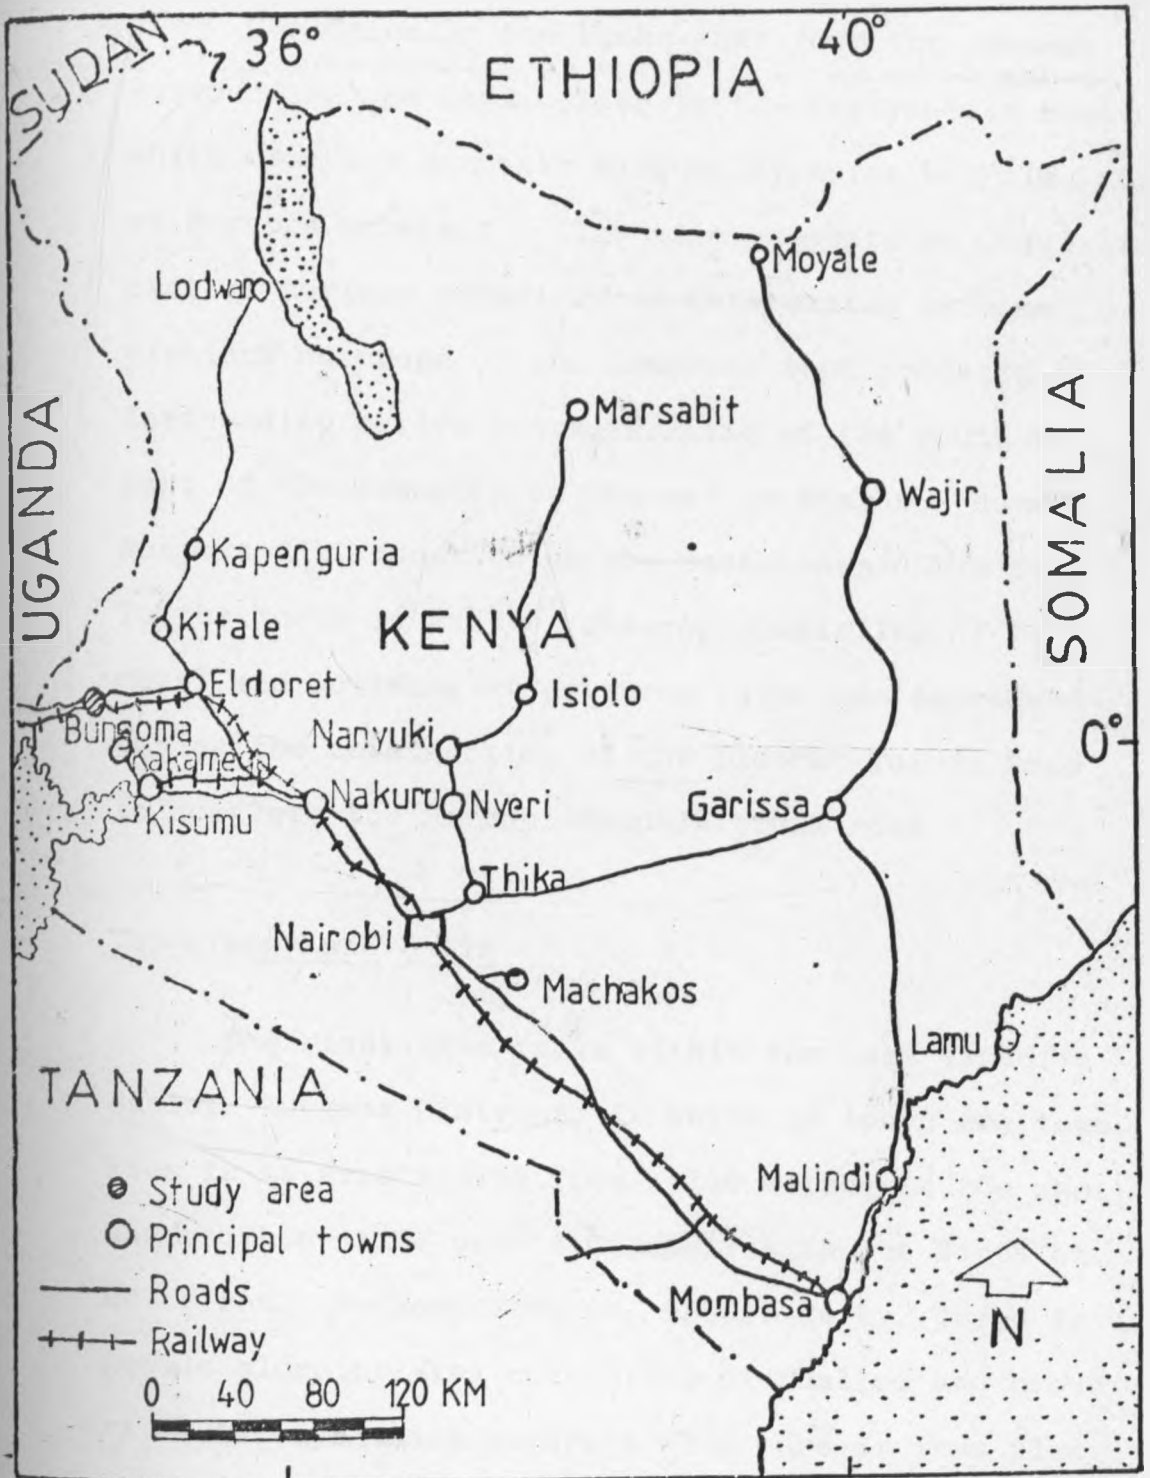 36°
40°
SUDAN
ETHIOPIA
Moyale
Lodwar
Marsabit
UGANDA
SOMALIA
Wajir
Kapenguria
Kitale
KENYA
Eldoret
Isiolo
Bungoma
Nanyuki
0°
Kakamega
Nakuru
Nyeri
Garissa
Kisumu
Thika
Nairobi
Machakos
Lamu
TANZANIA
Malindi
Study area
Principal towns
Roads
Mombasa
Railway
N
0 40 80 120 KM